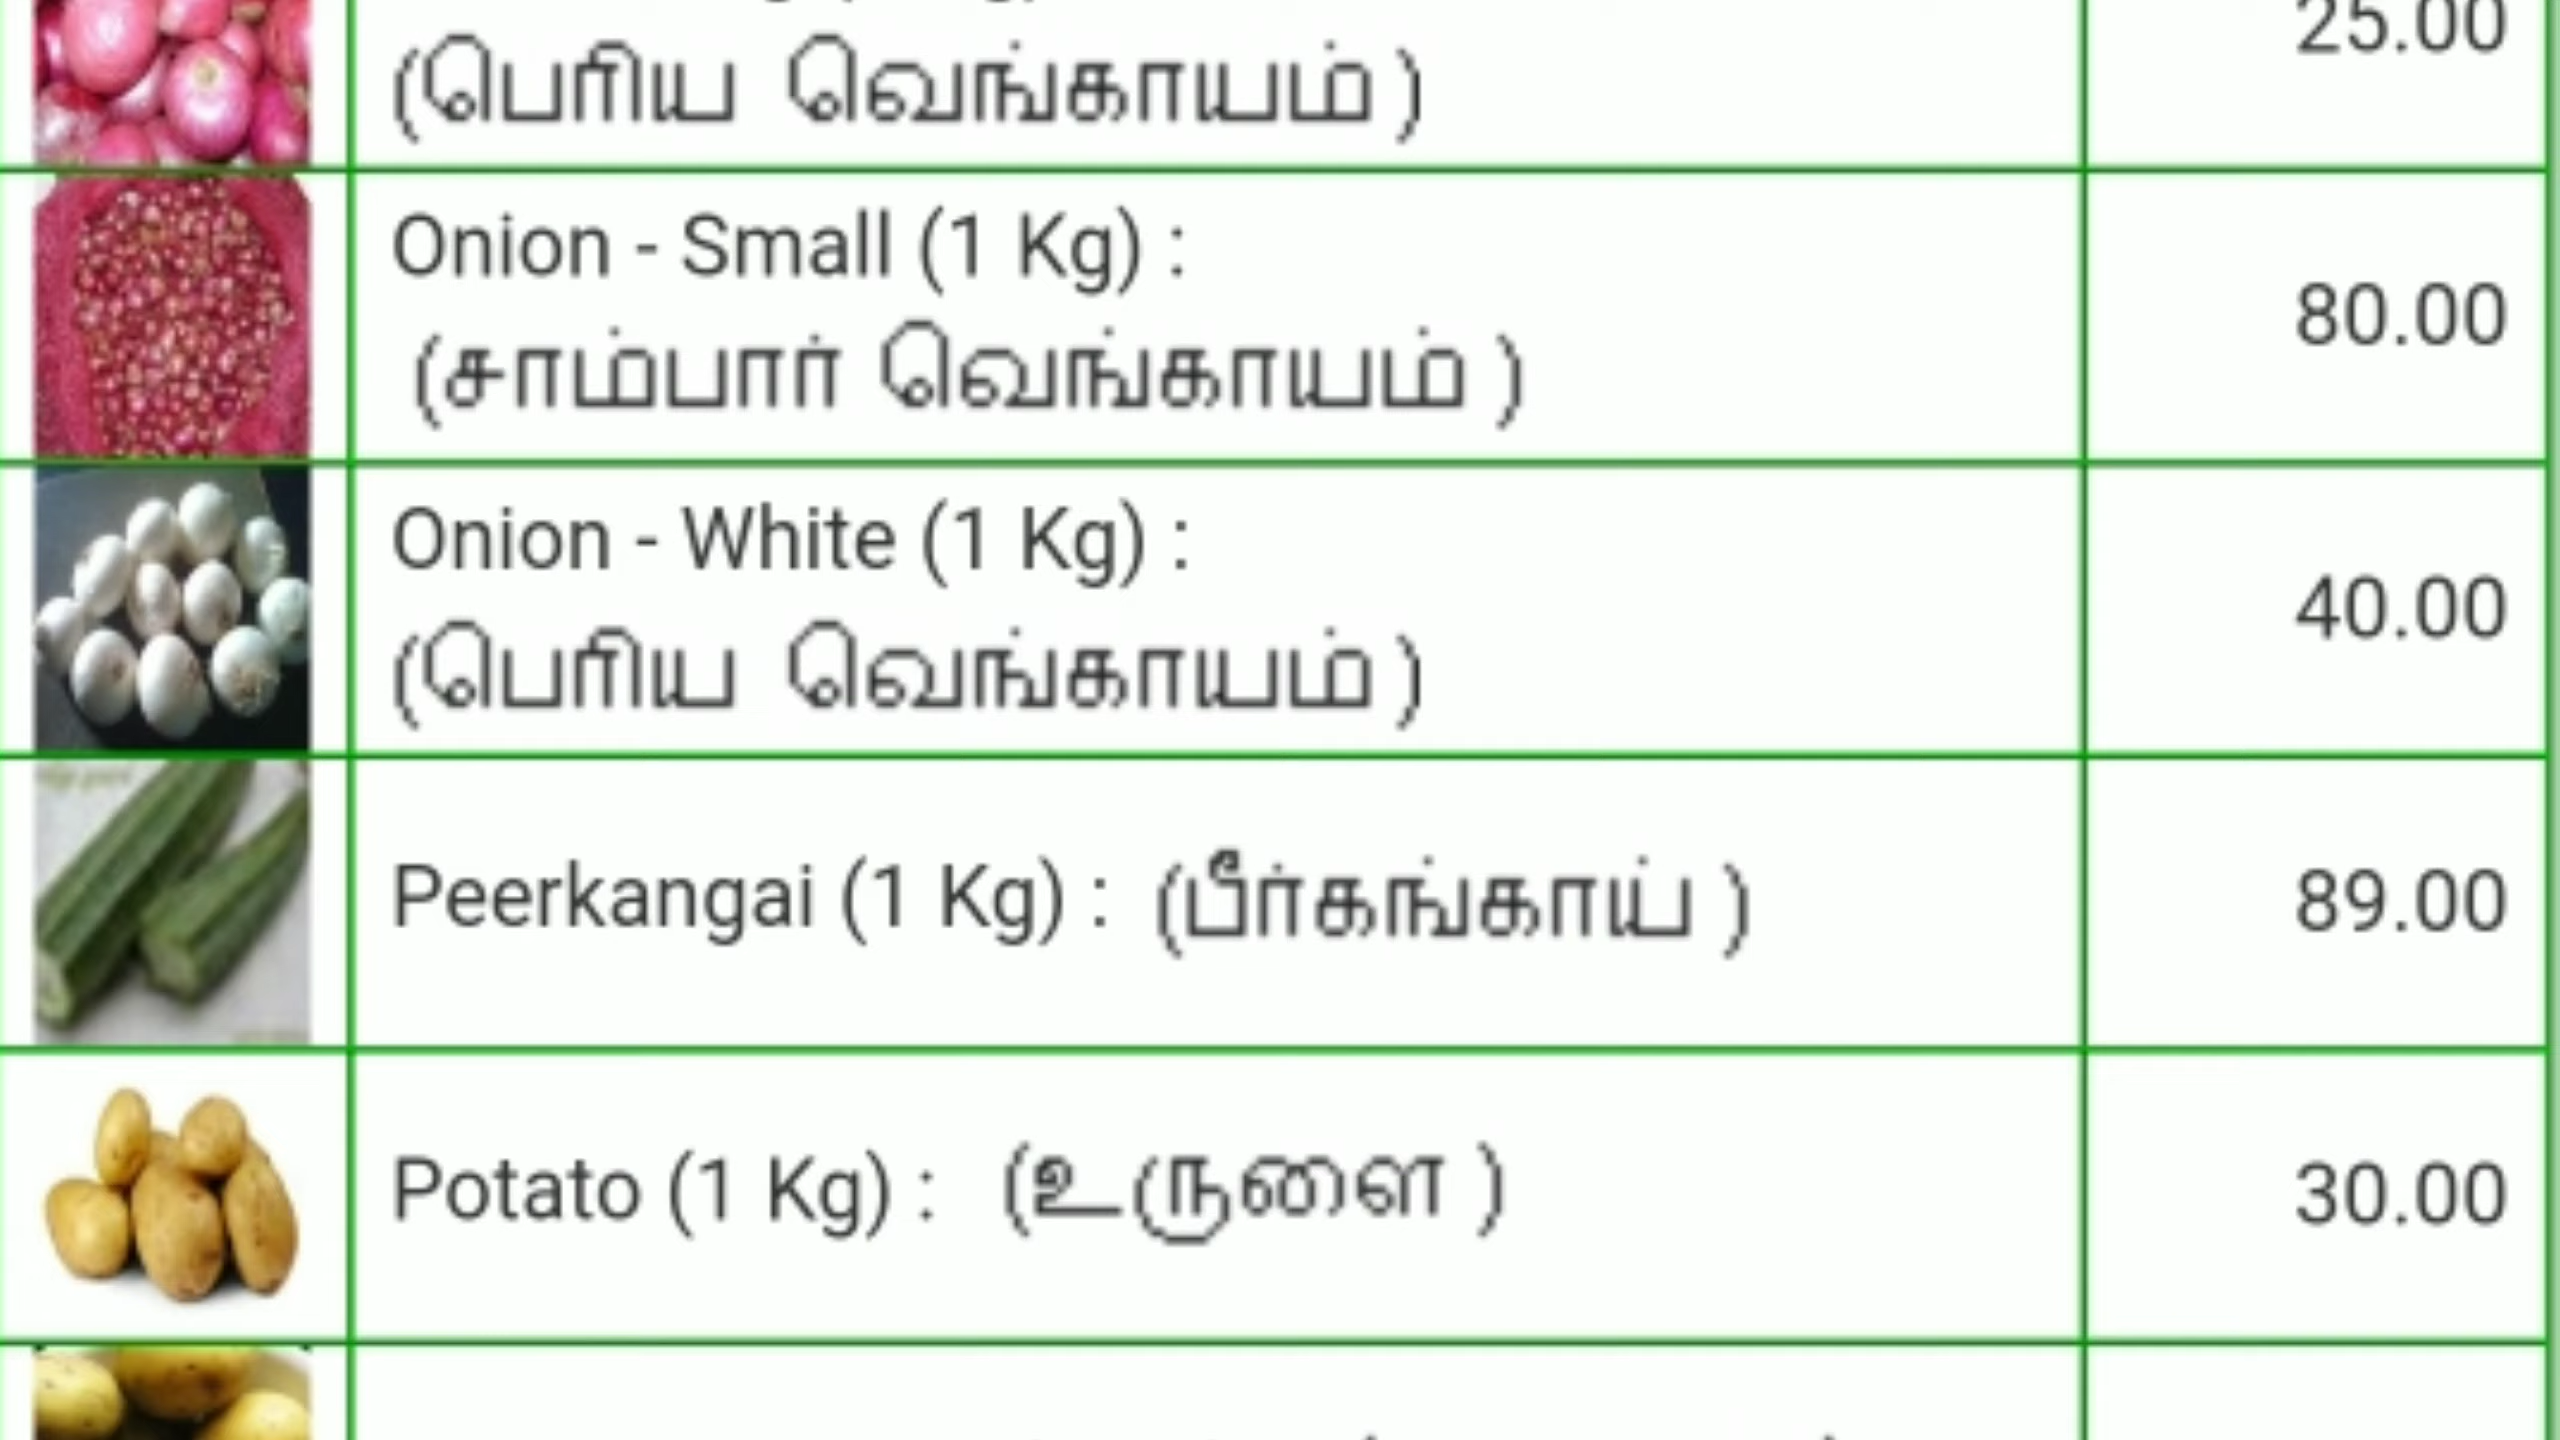 (பெரிய வெங்காயம் )
25.00
Onion - Small (1 Kg) :
(சாம்பார் வெங்காயம் )
80.00
Onion - White (1 Kg) :
(பெரிய வெங்காயம் )
40.00
Peerkangai (1 Kg) : (பீர்கங்காய் )
89.00
Potato (1 Kg) : (உருளை )
30.00